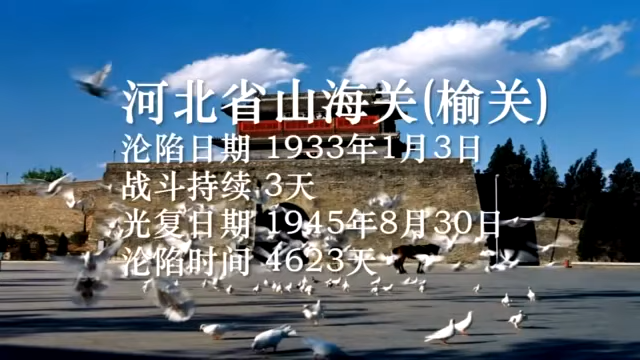 河北省山海关(榆关)
沦陷日期 1933年1月3日
战斗持续 3天
光复日期 1945年8月30日
沦陷时间 4623天